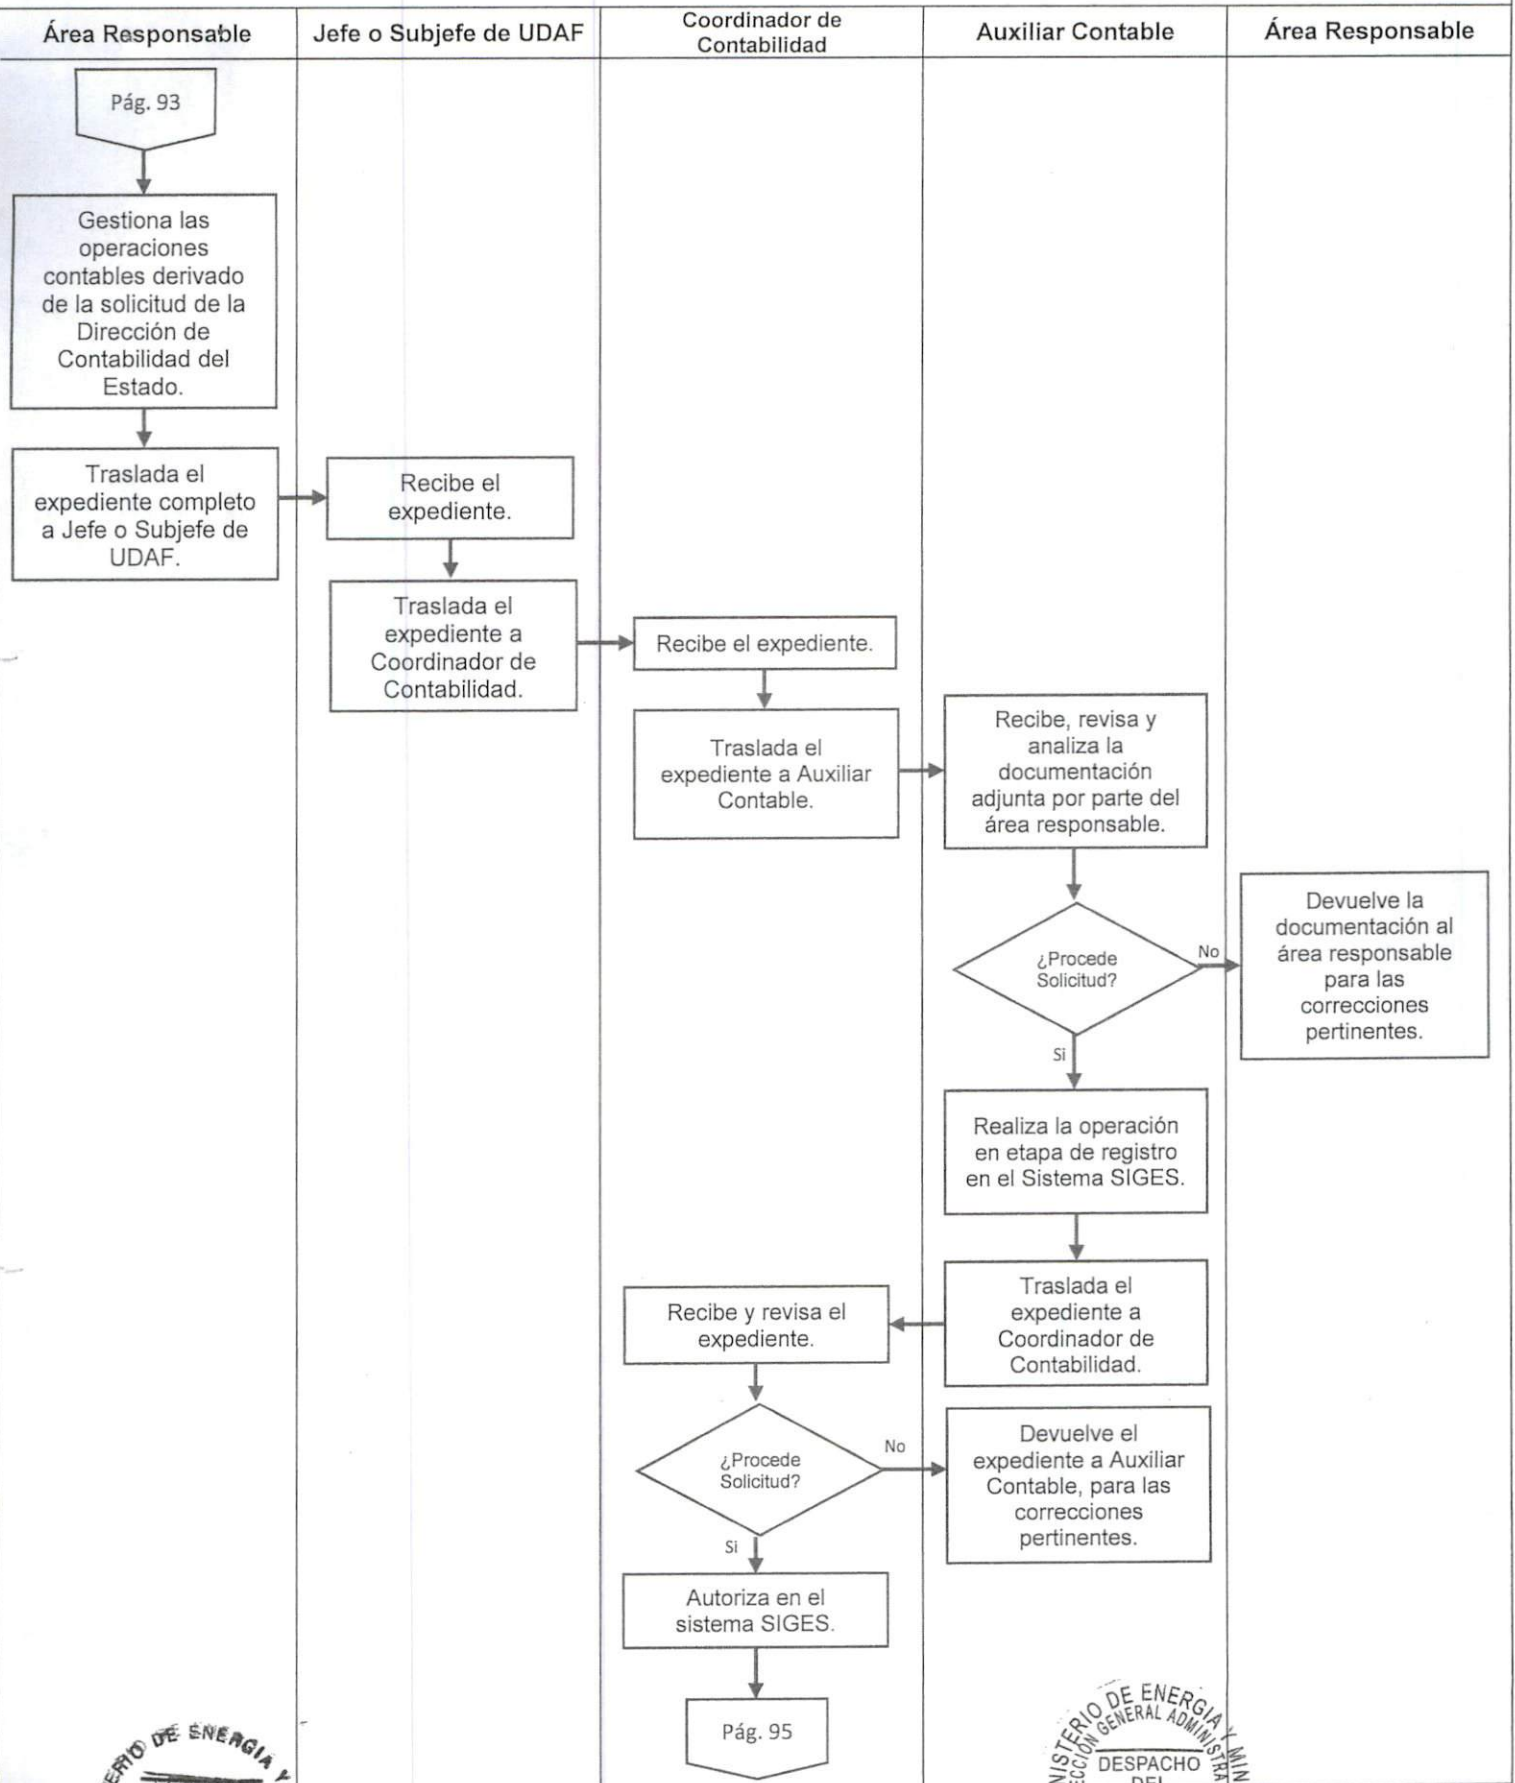 Área Responsable
Jefe o Subjefe de UDAF
Coordinador de
Contabilidad
Auxiliar Contable
Área Responsable
Pág. 93
Gestiona las
operaciones
contables derivado
de la solicitud de la
Dirección de
Contabilidad del
Estado.
Traslada el
expediente completo
a Jefe o Subjefe de
UDAF.
Recibe el
expediente.
Traslada el
expediente a
Coordinador de
Contabilidad.
Recibe el expediente.
Traslada el
expediente a Auxiliar
Contable.
Recibe, revisa y
analiza la
documentación
adjunta por parte del
área responsable.
¿Procede
Solicitud?
No
Devuelve la
documentación al
área responsable
para las
correcciones
pertinentes.
Si
Realiza la operación
en etapa de registro
en el Sistema SIGES.
Traslada el
expediente a
Coordinador de
Contabilidad.
Recibe y revisa el
expediente.
¿Procede
Solicitud?
No
Devuelve el
expediente a Auxiliar
Contable, para las
correcciones
pertinentes.
Si
Autoriza en el
sistema SIGES.
Pág. 95
DE ENERGIA Y
DE ENERGIA Y
GENERAL
DESPACHO
DEL